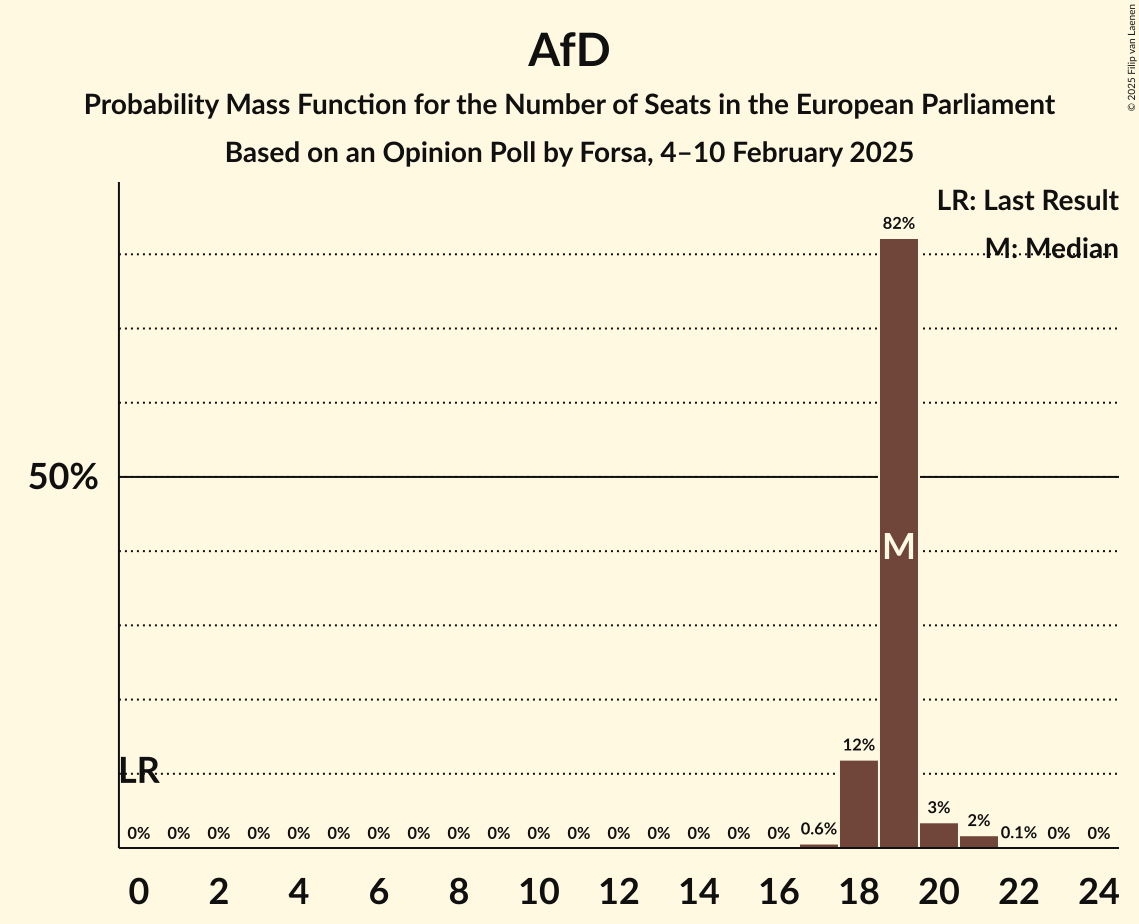 AfD
Probability Mass Function for the Number of Seats in the European Parliament
Based on an Opinion Poll by Forsa, 4–10 February 2025
© 2025 Filip van Laenen
LR: Last Result
M: Median
82%
50%
M
12%
LR
3%
2%
0% 0% 0% 0% 0% 0% 0% 0% 0% 0% 0% 0% 0% 0% 0% 0% 0% 0.6% 0.1% 0% 0%
0 2 4 6 8 10 12 14 16 18 20 22 24